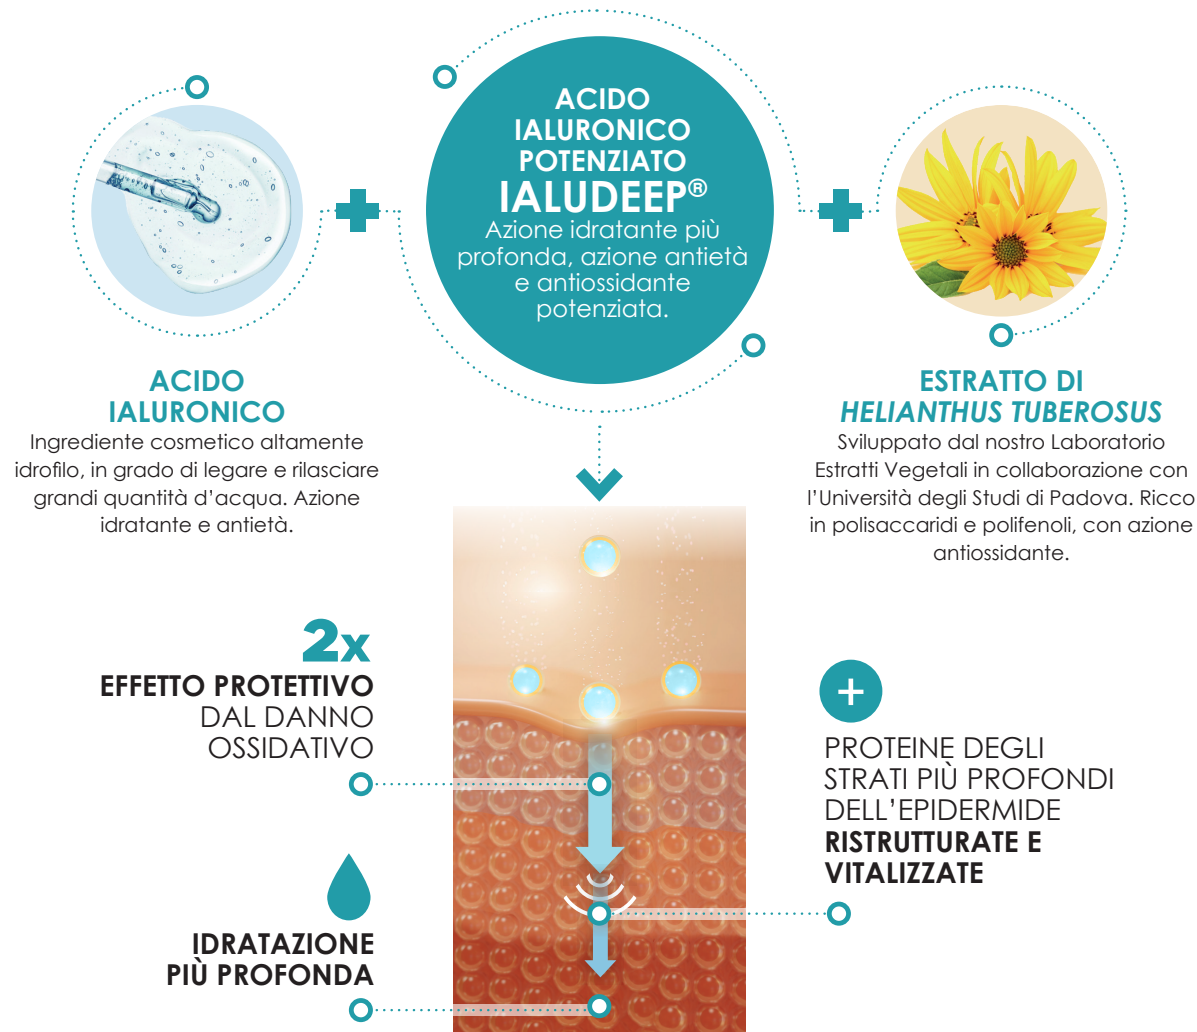 ACIDO
IALURONICO
POTENZIATO
IALUDEEP®
Azione idratante più
profonda, azione antietà
e antiossidante
potenziata.
ACIDO
IALURONICO
Ingrediente cosmetico altamente
idrofilo, in grado di legare e rilasciare
grandi quantità d’acqua. Azione
idratante e antietà.
ESTRATTO DI
HELIANTHUS TUBEROSUS
Sviluppato dal nostro Laboratorio
Estratti Vegetali in collaborazione con
l’Università degli Studi di Padova. Ricco
in polisaccaridi e polifenoli, con azione
antiossidante.
2x
EFFETTO PROTETTIVO
DAL DANNO
OSSIDATIVO
+
PROTEINE DEGLI
STRATI PIÙ PROFONDI
DELL’EPIDERMIDE
RISTRUTTURATE E
VITALIZZATE
IDRATAZIONE
PIÙ PROFONDA